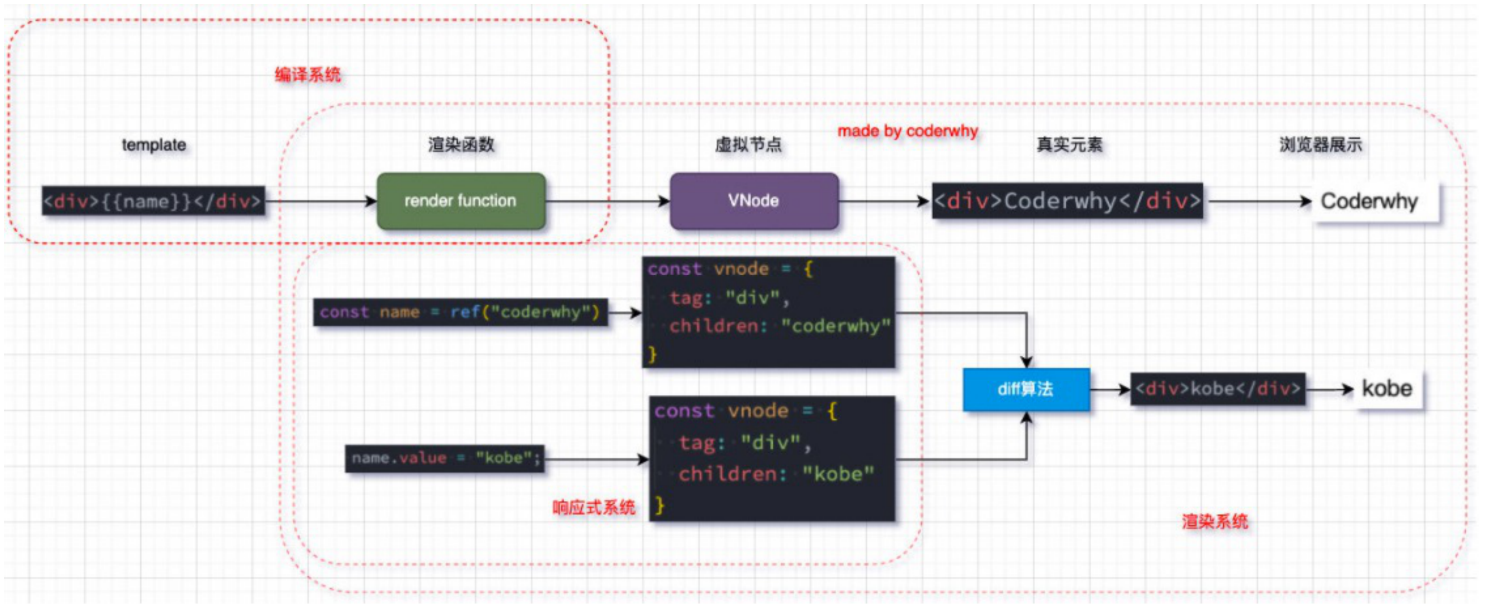 编译系统
made by coderwhy
template
渲染函数
虚拟节点
真实元素
浏览器展示
<div>{{name}}</div>
render function
VNode
<div>Coderwhy</div>
Coderwhy
const name = ref("coderwhy")
const vnode = {
tag: "div",
children: "coderwhy"
}
diff算法
<div>kobe</div>
kobe
name.value = "kobe";
const vnode = {
tag: "div",
children: "kobe"
}
响应式系统
渲染系统